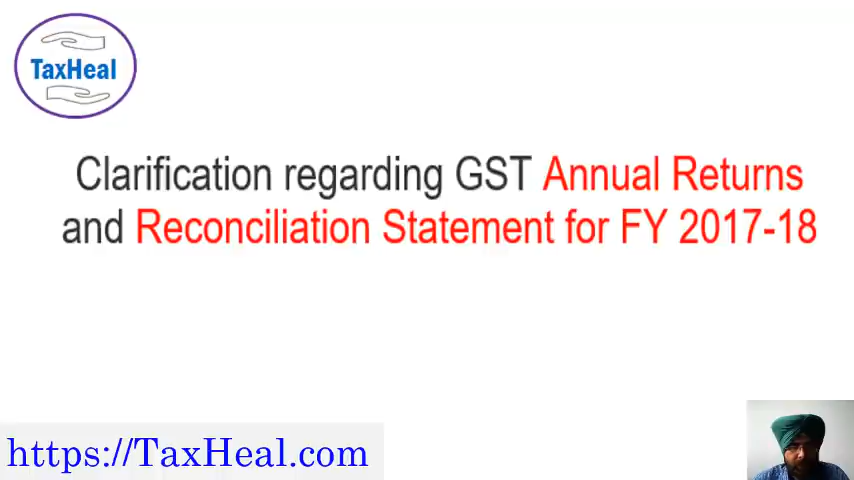 TaxHeal
Clarification regarding GST Annual Returns
and Reconciliation Statement for FY 2017-18
https://TaxHeal.com